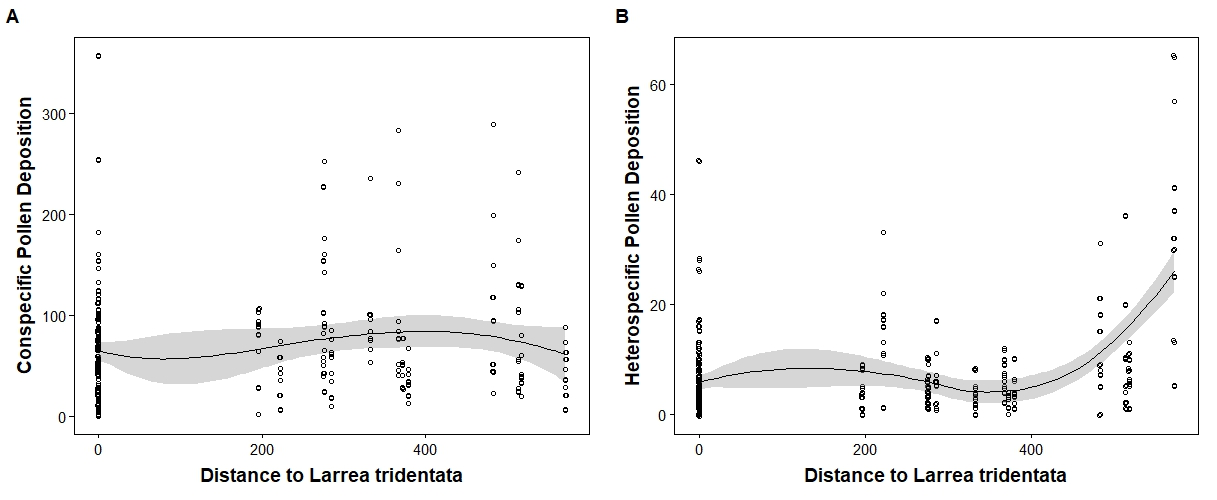 A
Conspecific Pollen Deposition
300
200
100
0
0
200
400
Distance to Larrea tridentata
B
Heterospecific Pollen Deposition
60
40
20
0
0
200
400
Distance to Larrea tridentata